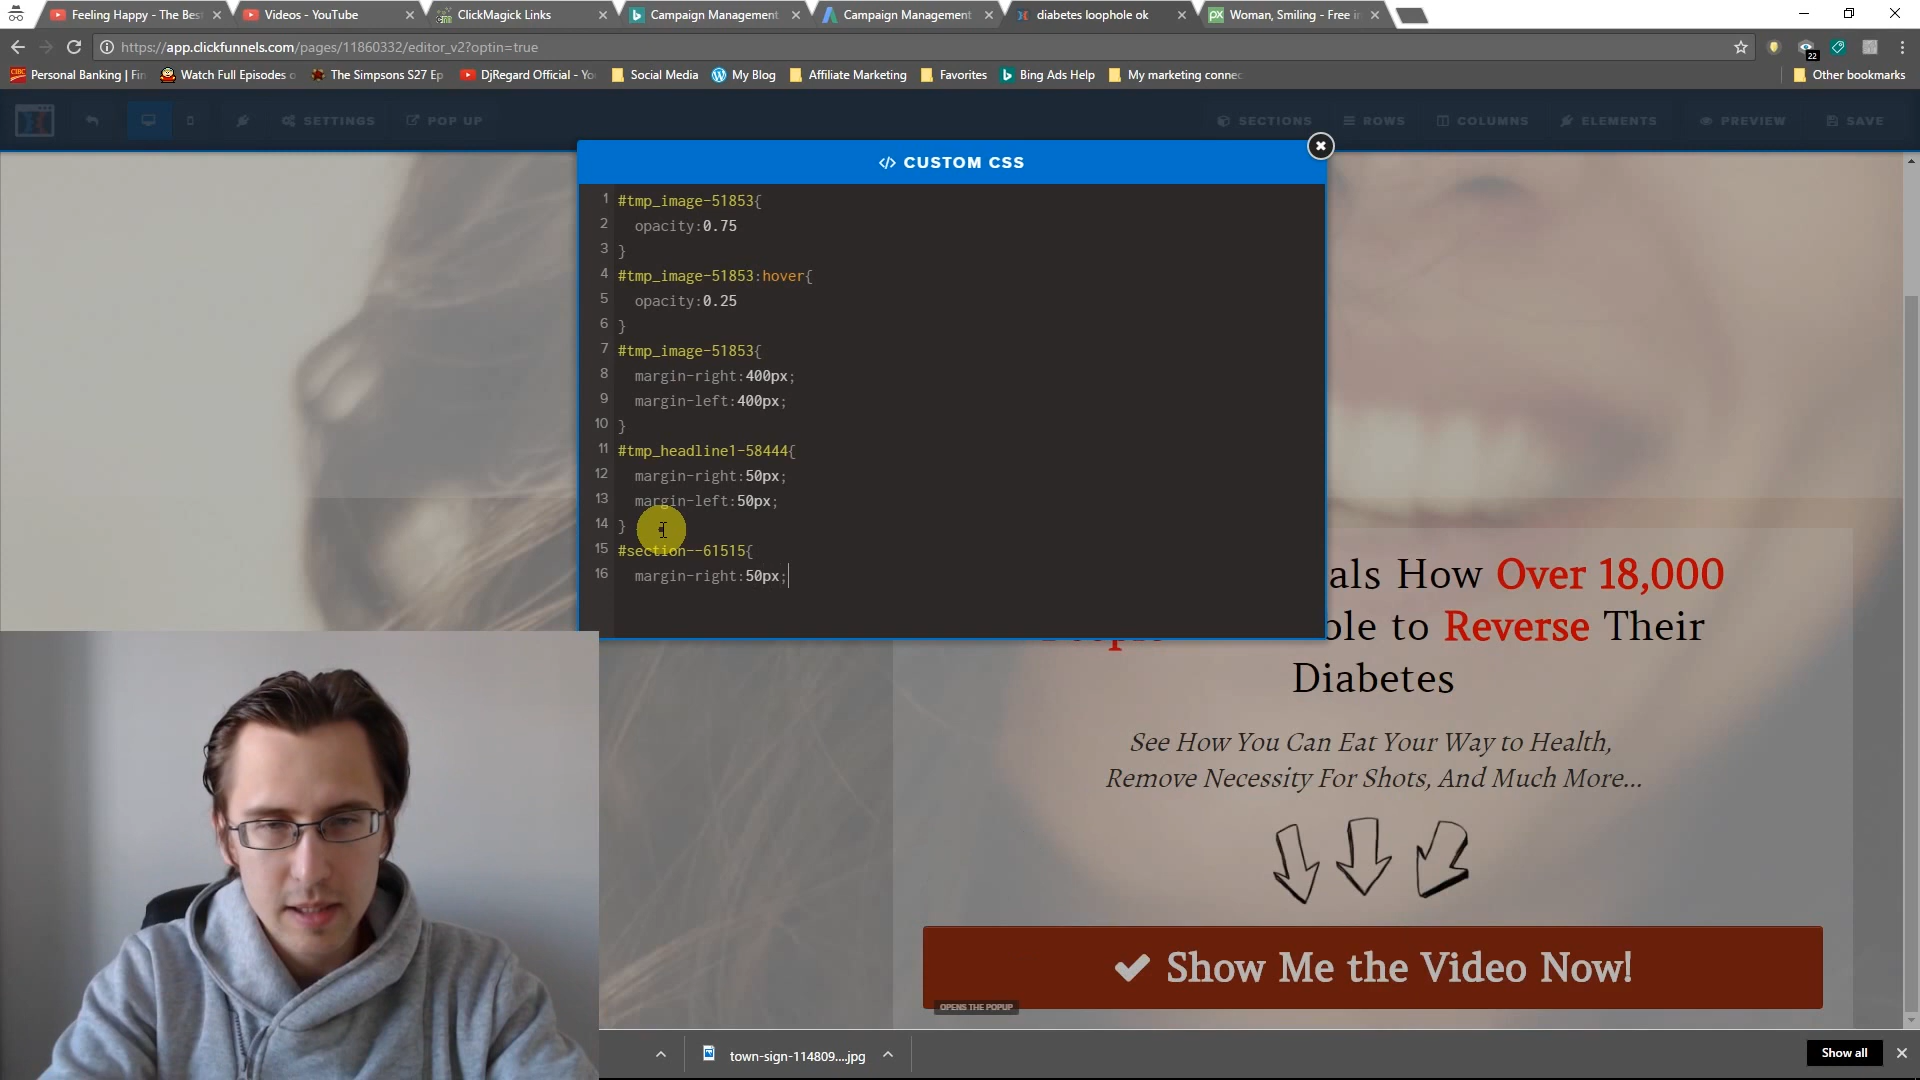 Feeling Happy - The Bes
Videos - YouTube
ClickMagick Links
Campaign Management
Campaign Management
diabetes loophole ok
px
Woman, Smiling - Free i
https://app.clickfunnels.com/pages/11860332/editor_v2?optin=true
22
CIBC
Personal Banking | Fin
Watch Full Episodes o
The Simpsons S27 Ep
DjRegard Official - Yo
Social Media
My Blog
Affiliate Marketing
Favorites
Bing Ads Help
My marketing connec
Other bookmarks
SETTINGS
POP UP
SECTIONS
ROWS
COLUMNS
ELEMENTS
PREVIEW
SAVE
</> CUSTOM CSS
1 #tmp_image-51853{
2 opacity:0.75
3 }
4 #tmp_image-51853:hover{
5 opacity:0.25
6 }
7 #tmp_image-51853{
8 margin-right:400px;
9 margin-left:400px;
10 }
11 #tmp_headline1-58444{
12 margin-right:50px;
13 margin-left:50px;
14 }
15 #section--61515{
16 margin-right:50px;
als How Over 18,000
ble to Reverse Their
Diabetes
See How You Can Eat Your Way to Health,
Remove Necessity For Shots, And Much More...
Show Me the Video Now!
OPENS THE POPUP
town-sign-114809....jpg
Show all